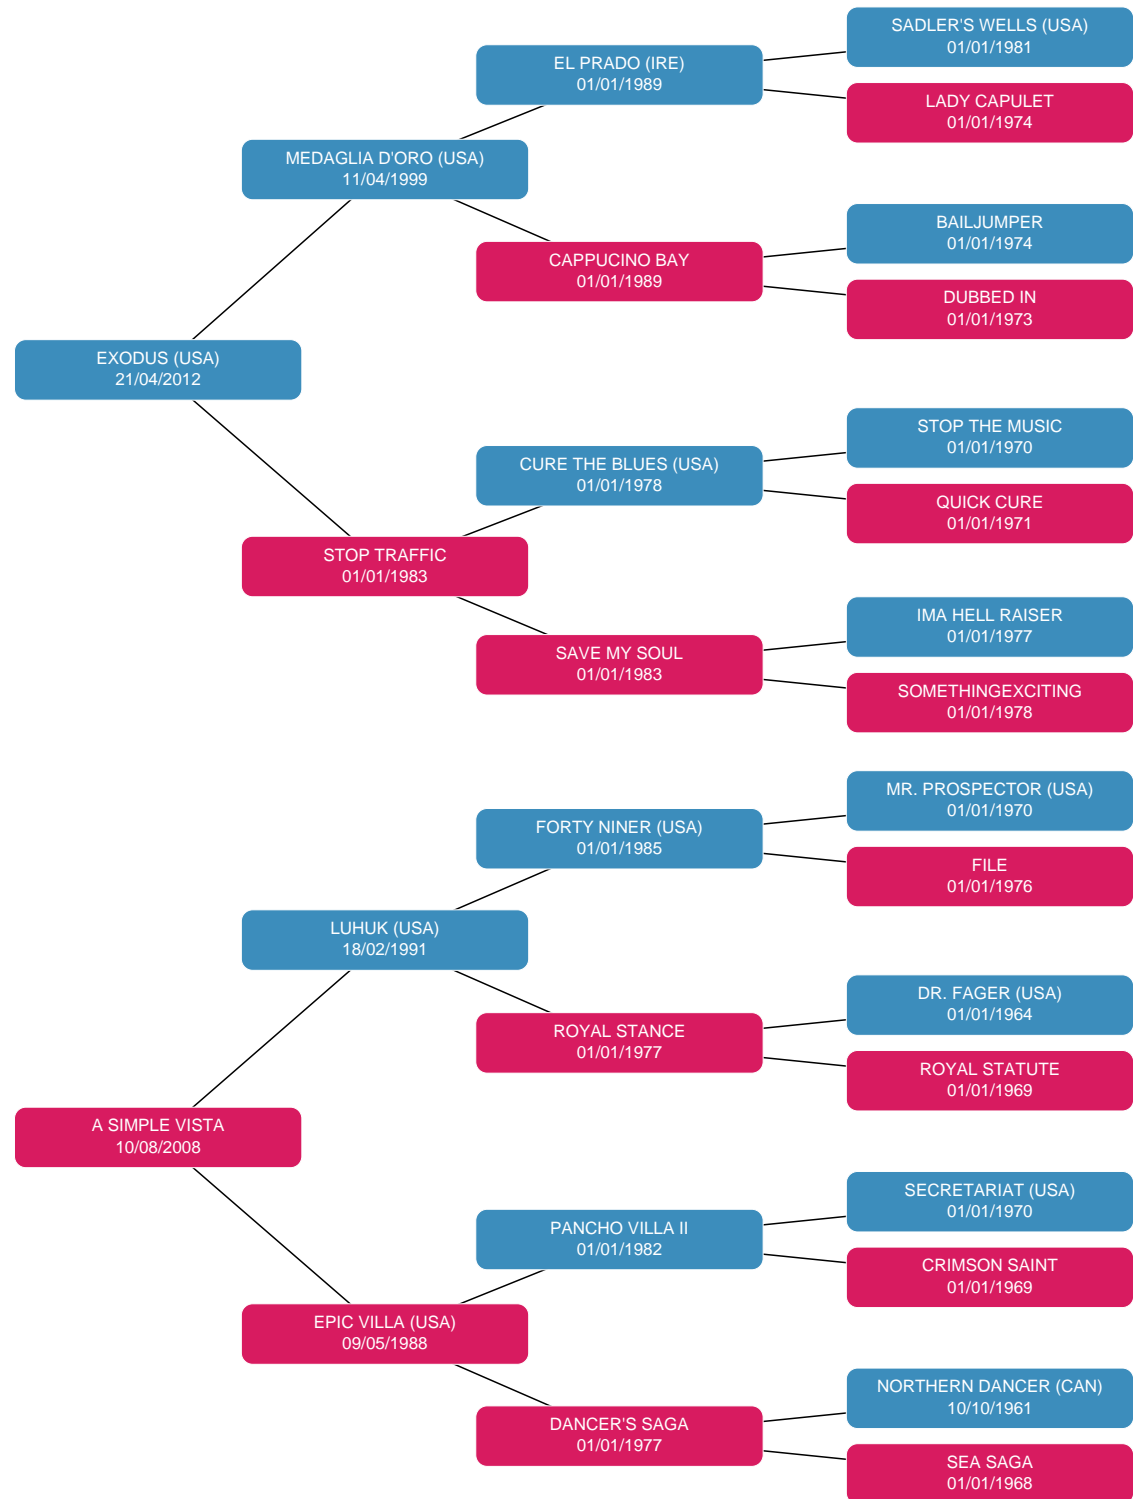 SADLER'S WELLS (USA)
01/01/1981
EL PRADO (IRE)
01/01/1989
LADY CAPULET
01/01/1974
MEDAGLIA D'ORO (USA)
11/04/1999
BAILJUMPER
01/01/1974
CAPPUCINO BAY
01/01/1989
DUBBED IN
01/01/1973
EXODUS (USA)
21/04/2012
STOP THE MUSIC
01/01/1970
CURE THE BLUES (USA)
01/01/1978
QUICK CURE
01/01/1971
STOP TRAFFIC
01/01/1983
IMA HELL RAISER
01/01/1977
SAVE MY SOUL
01/01/1983
SOMETHINGEXCITING
01/01/1978
MR. PROSPECTOR (USA)
01/01/1970
FORTY NINER (USA)
01/01/1985
FILE
01/01/1976
LUHUK (USA)
18/02/1991
DR. FAGER (USA)
01/01/1964
ROYAL STANCE
01/01/1977
ROYAL STATUTE
01/01/1969
A SIMPLE VISTA
10/08/2008
SECRETARIAT (USA)
01/01/1970
PANCHO VILLA II
01/01/1982
CRIMSON SAINT
01/01/1969
EPIC VILLA (USA)
09/05/1988
NORTHERN DANCER (CAN)
10/10/1961
DANCER'S SAGA
01/01/1977
SEA SAGA
01/01/1968